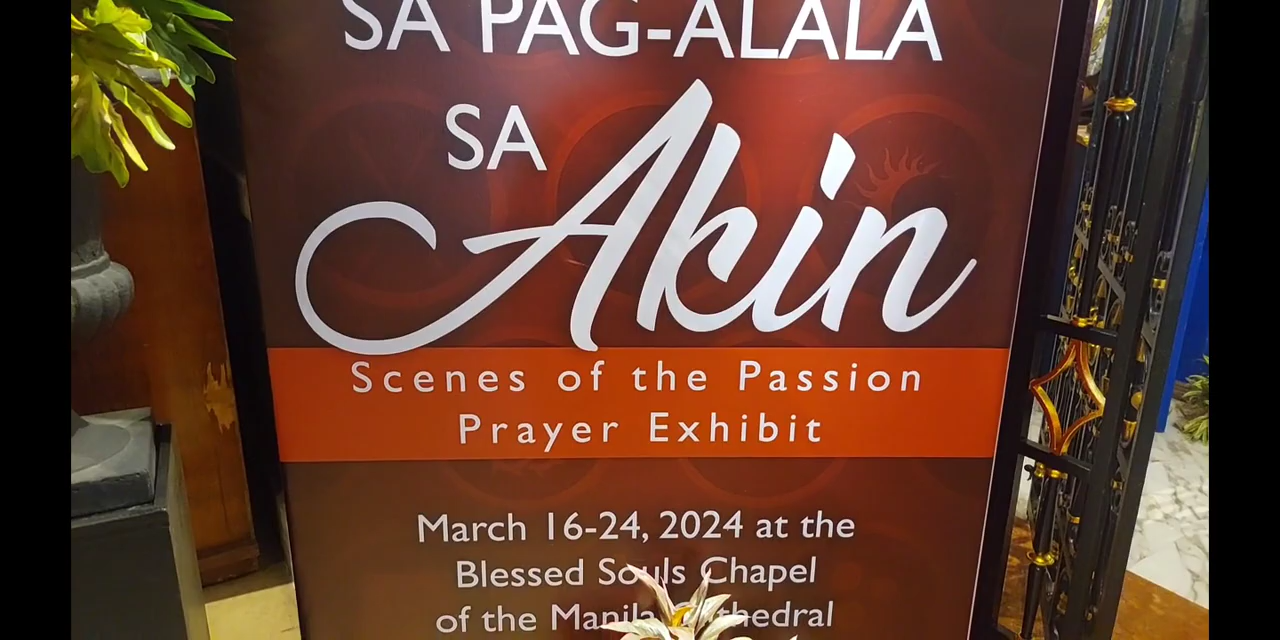 SA PAG-ALALA
SA Akin
Scenes of the Passion
Prayer Exhibit
March 16-24, 2024 at the
Blessed Souls Chapel
of the Manila Cathedral